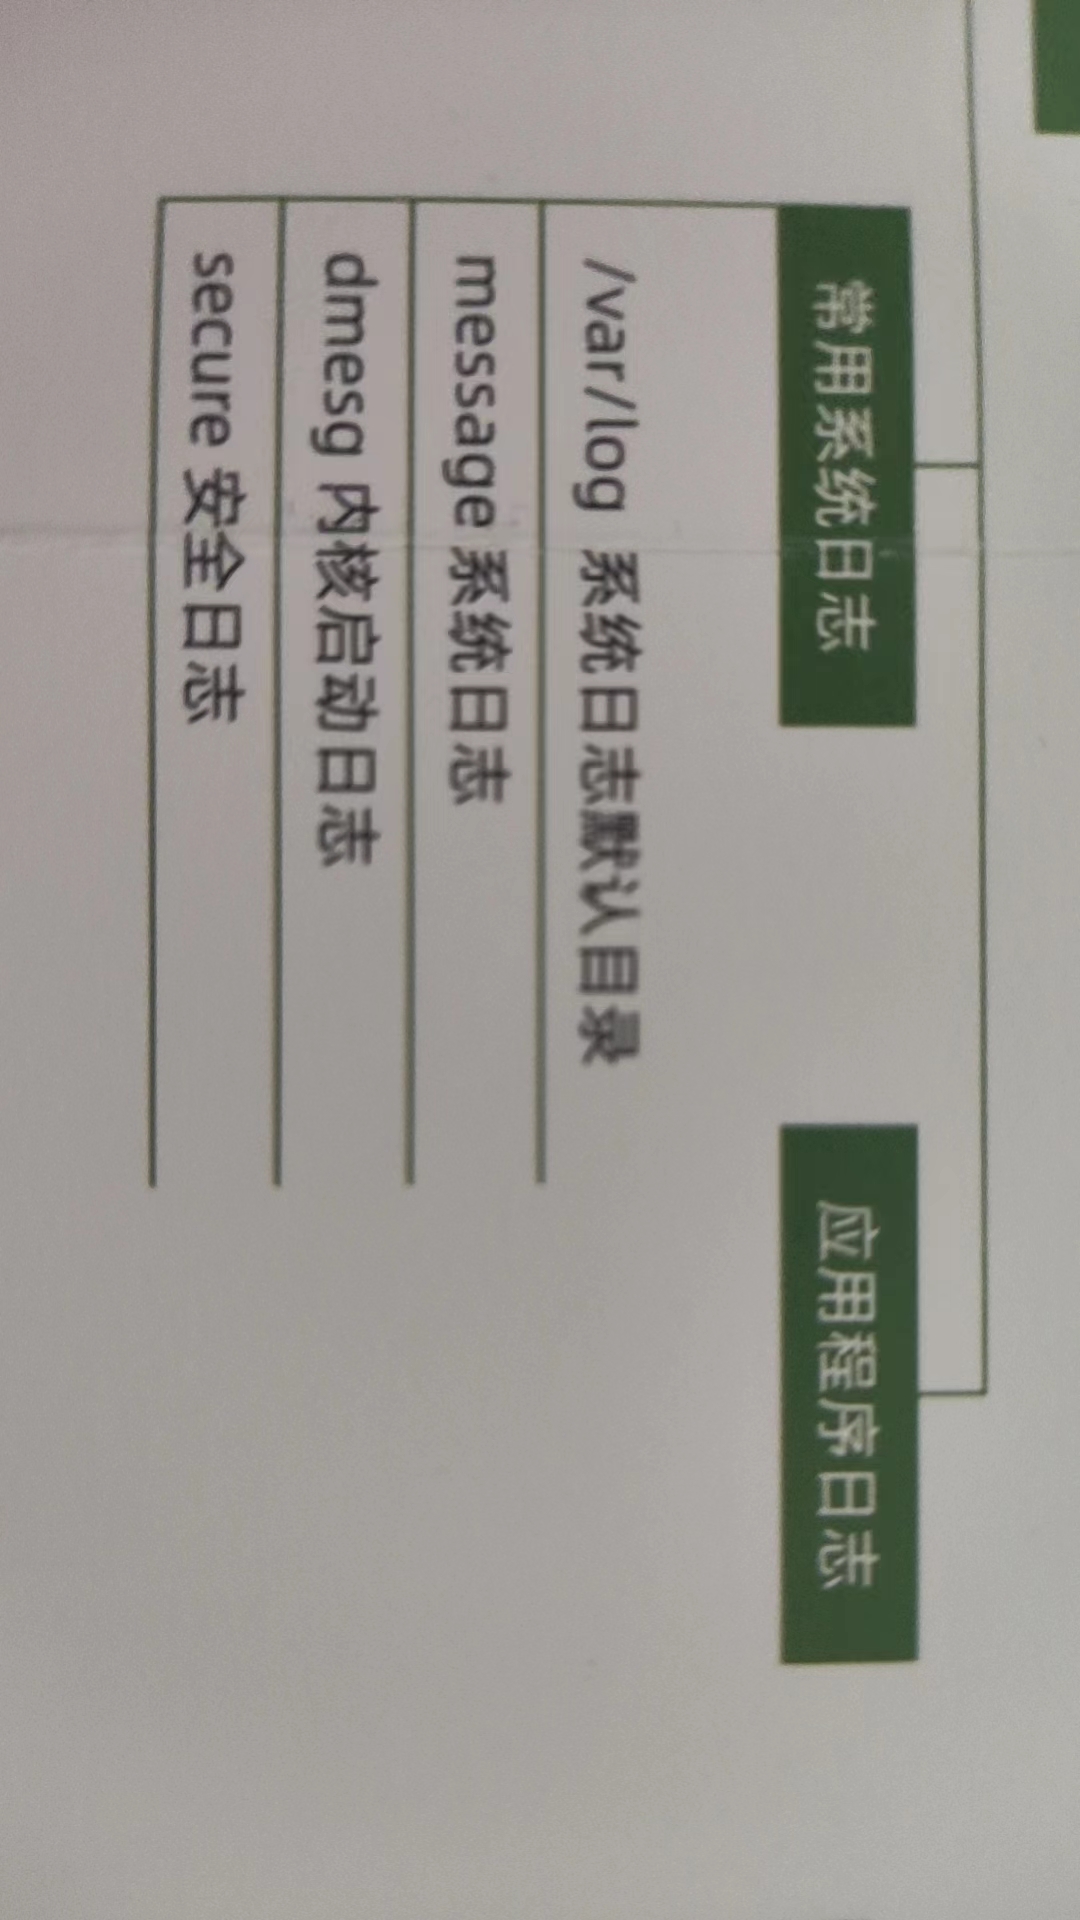 常用系统日志
/var/log 系统日志默认目录
message 系统日志
dmesg 内核启动日志
secure 安全日志
应用程序日志